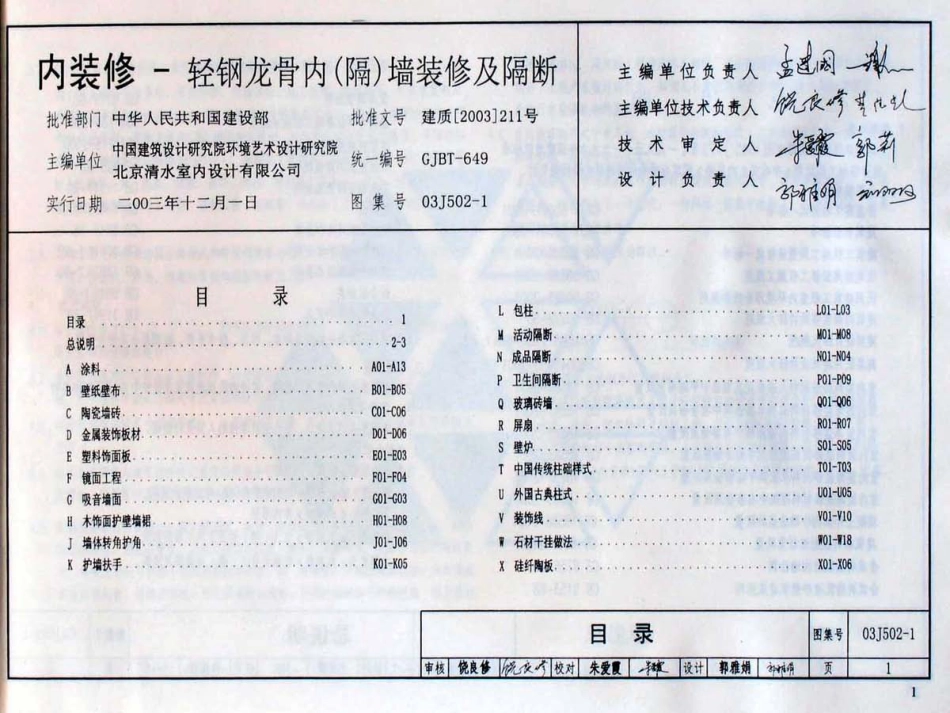 内装修 - 轻钢龙骨内(隔)墙装修及隔断
批准部门 中华人民共和国建设部 批准文号 建质[2003]211号
主编单位 中国建筑设计研究院环境艺术设计研究院 北京清水室内设计有限公司 统一编号 GJBT-649
实行日期 二00三年十二月一日 图集号 03J502-1
主编单位负责人
主编单位技术负责人 饶良修
技术审定人
设计负责人 郭雅娟
目 录
目录 1
总说明 2-3
A 涂料 A01-A13
B 壁纸壁布 B01-B05
C 陶瓷墙砖 C01-C06
D 金属装饰板材 D01-D06
E 塑料饰面板 E01-E03
F 镜面工程 F01-F04
G 吸音墙面 G01-G03
H 木饰面护壁墙裙 H01-H08
J 墙体转角护角 J01-J06
K 护墙扶手 K01-K05
L 包柱 L01-L03
M 活动隔断 M01-M08
N 成品隔断 N01-N04
P 卫生间隔断 P01-P09
Q 玻璃砖墙 Q01-Q06
R 屏扇 R01-R07
S 壁炉 S01-S05
T 中国传统柱础样式 T01-T03
U 外国古典柱式 U01-U05
V 装饰线 V01-V10
W 石材干挂做法 W01-W18
X 硅纤陶板 X01-X06
目 录 图集号 03J502-1
审核 饶良修 饶良修 校对 朱爱霞 设计 郭雅娟 郭雅娟 页 1
1